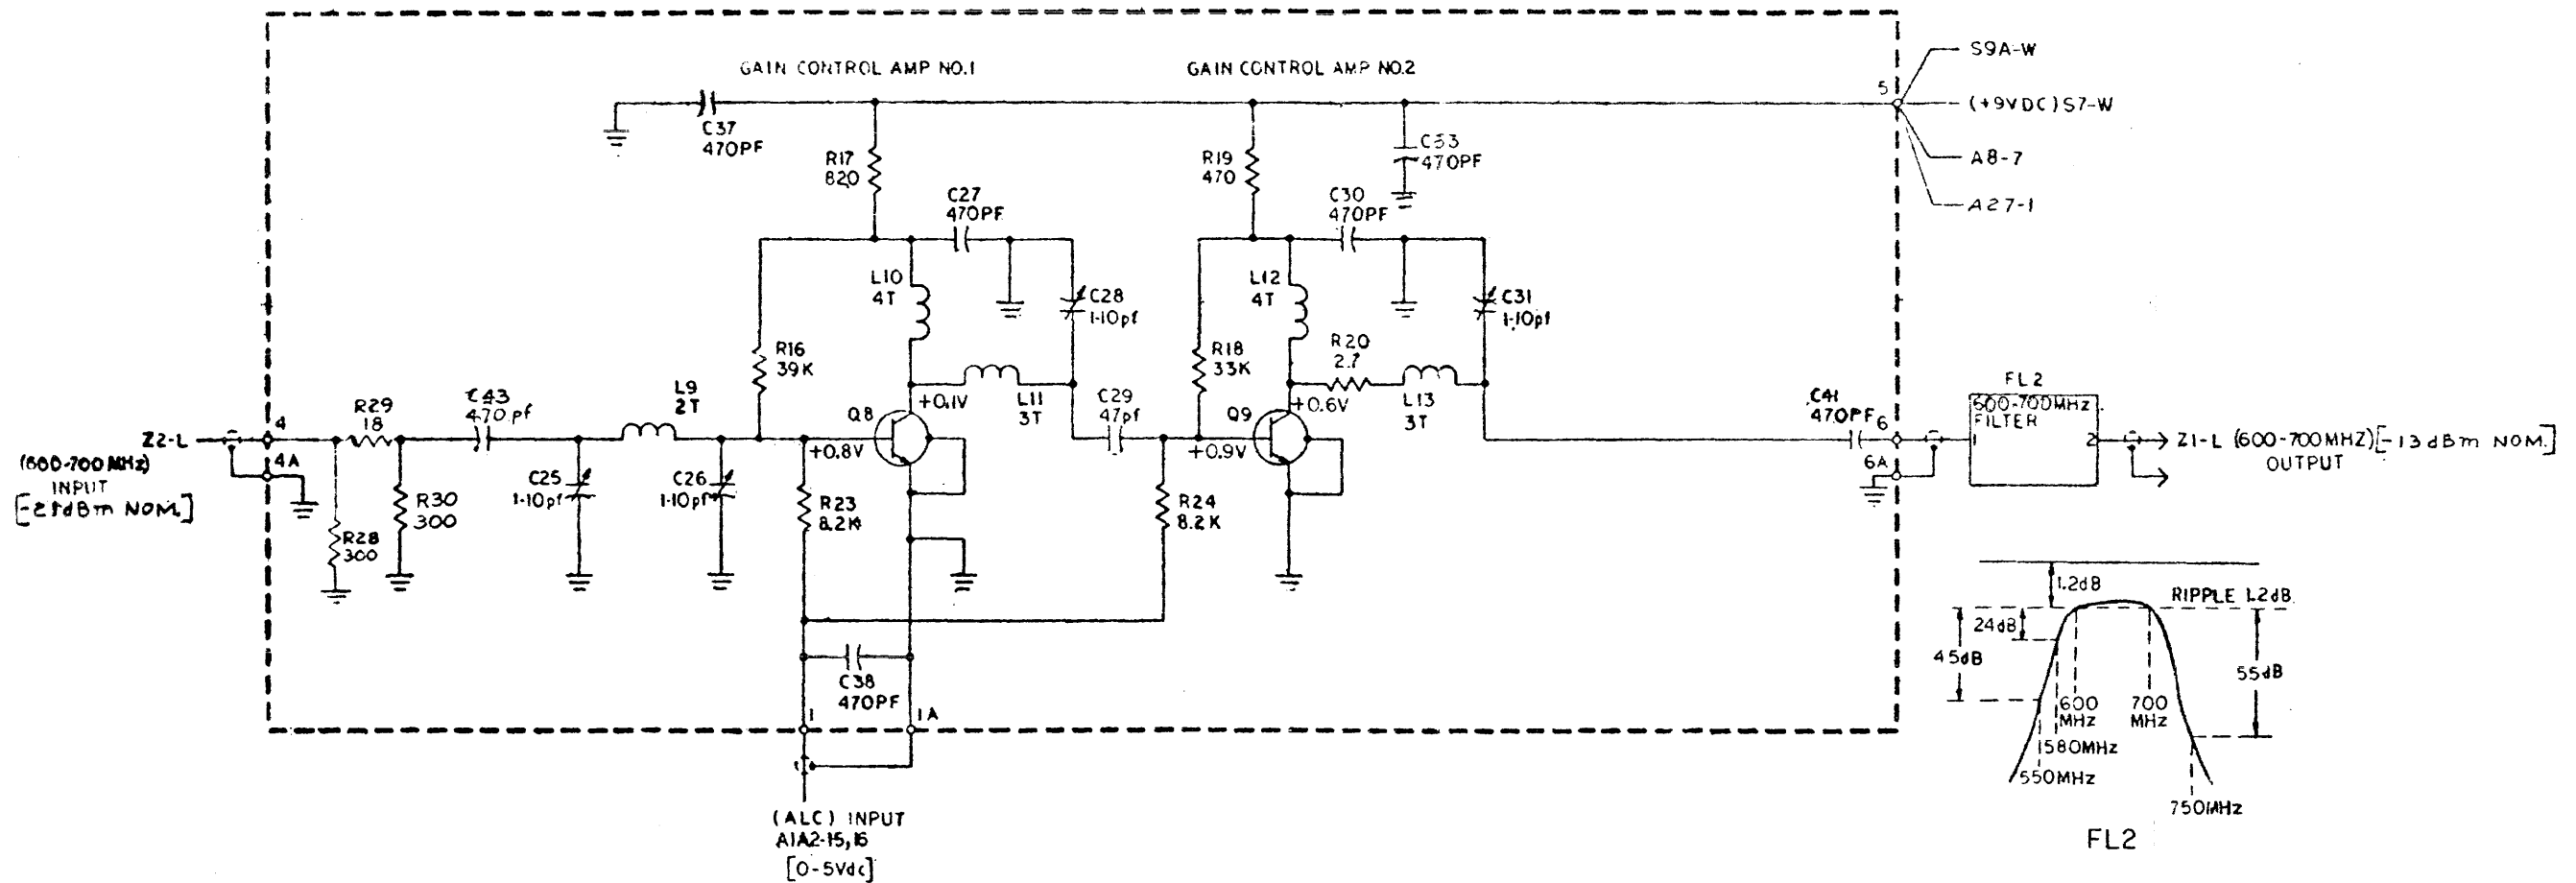 GAIN CONTROL AMP NO.1
GAIN CONTROL AMP NO.2
S9A-W
5
(+9VDC) S7-W
A8-7
A27-1
C37
470PF
R17
820
R19
470
C33
470PF
C27
470PF
C30
470PF
L10
4T
C28
1-10pf
L12
4T
C31
1-10pf
R16
39K
R18
33K
R20
2.7
L11
3T
L13
3T
C29
47pf
+0.1V
+0.6V
Q8
Q9
+0.8V
+0.9V
Z2-L
4
4A
(600-700MHz)
INPUT
R29
18
C43
470pf
L9
2T
R28
300
R30
300
C25
1-10pf
C26
1-10pf
R23
8.2K
R24
8.2K
C38
470PF
1
1A
(ALC) INPUT
A1A2-15,16
[0-5Vdc]
C41
470PF
6
6A
FL2
600-700MHz
FILTER
1
2
Z1-L (600-700MHZ) [-13dBm NOM.]
OUTPUT
1.2dB
RIPPLE 1.2dB
24dB
45dB
55dB
600
MHz
700
MHz
580MHz
550MHz
750MHz
FL2